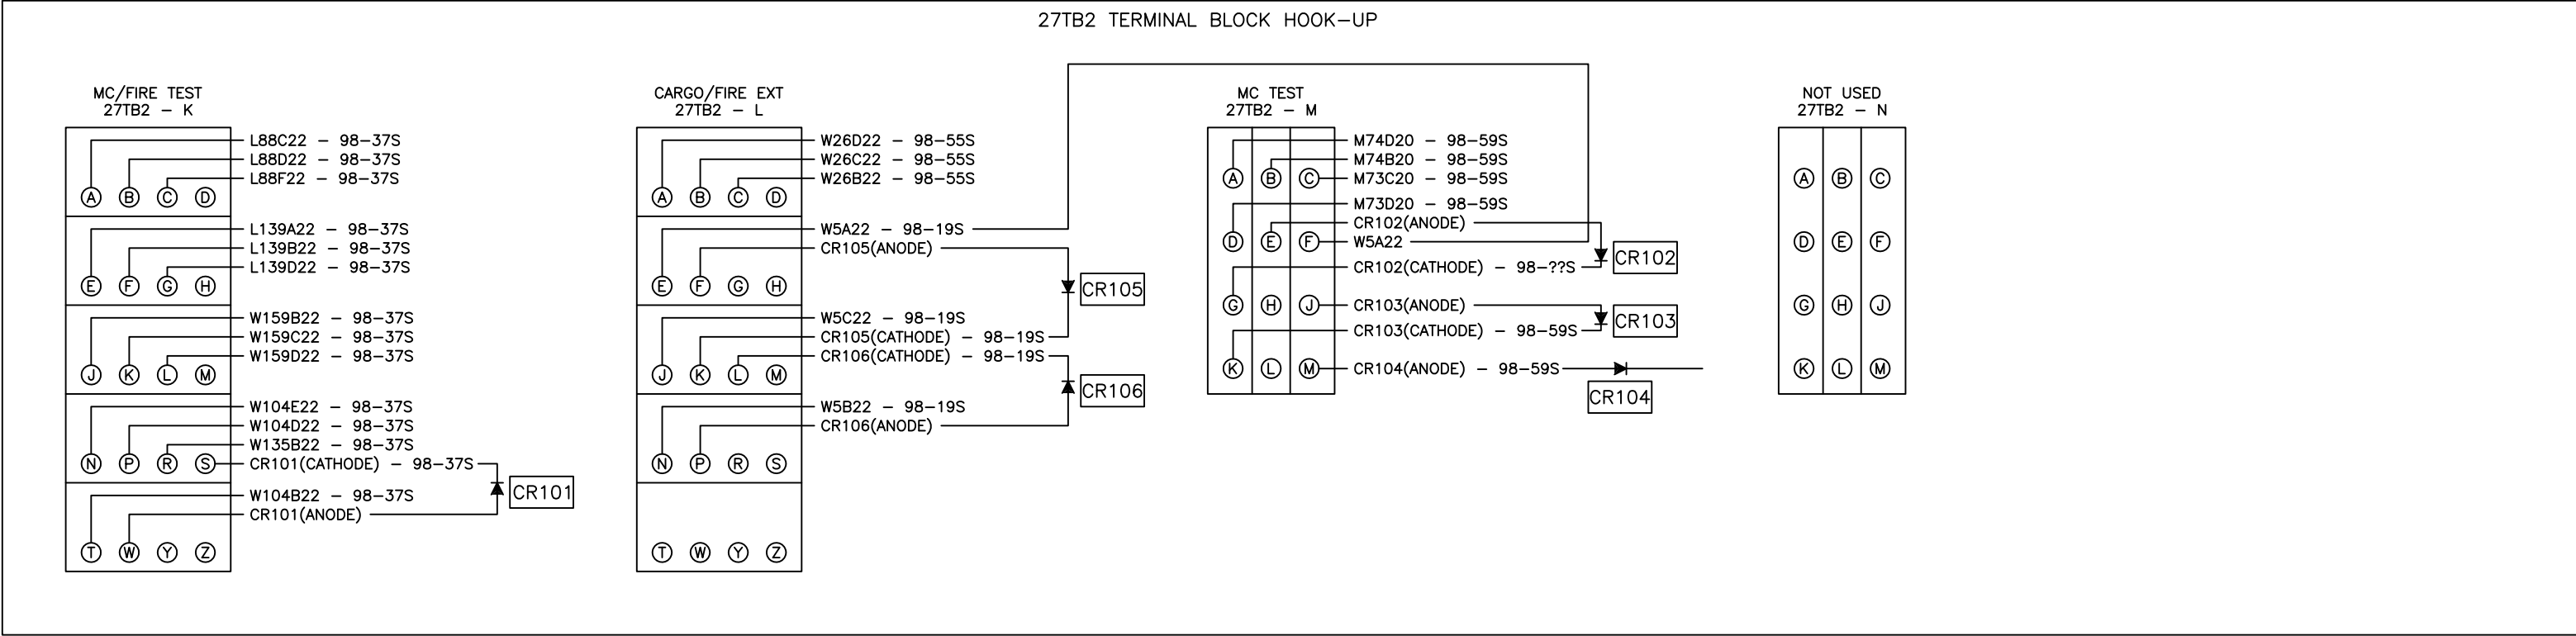 27TB2 TERMINAL BLOCK HOOK-UP
MC/FIRE TEST
27TB2 - K
L88C22 - 98-37S
L88D22 - 98-37S
L88F22 - 98-37S
A B C D
L139A22 - 98-37S
L139B22 - 98-37S
L139D22 - 98-37S
E F G H
W159B22 - 98-37S
W159C22 - 98-37S
W159D22 - 98-37S
J K L M
W104E22 - 98-37S
W104D22 - 98-37S
W135B22 - 98-37S
N P R S
CR101(CATHODE) - 98-37S
CR101
W104B22 - 98-37S
CR101(ANODE)
T W Y Z
CARGO/FIRE EXT
27TB2 - L
W26D22 - 98-55S
W26C22 - 98-55S
W26B22 - 98-55S
A B C D
W5A22 - 98-19S
CR105(ANODE)
E F G H
CR105
W5C22 - 98-19S
CR105(CATHODE) - 98-19S
CR106(CATHODE) - 98-19S
J K L M
CR106
W5B22 - 98-19S
CR106(ANODE)
N P R S
T W Y Z
MC TEST
27TB2 - M
M74D20 - 98-59S
M74B20 - 98-59S
M73C20 - 98-59S
A B C
M73D20 - 98-59S
CR102(ANODE)
W5A22
D E F
CR102
CR102(CATHODE) - 98-??S
CR103(ANODE)
G H J
CR103
CR103(CATHODE) - 98-59S
CR104(ANODE) - 98-59S
K L M
CR104
NOT USED
27TB2 - N
A B C
D E F
G H J
K L M